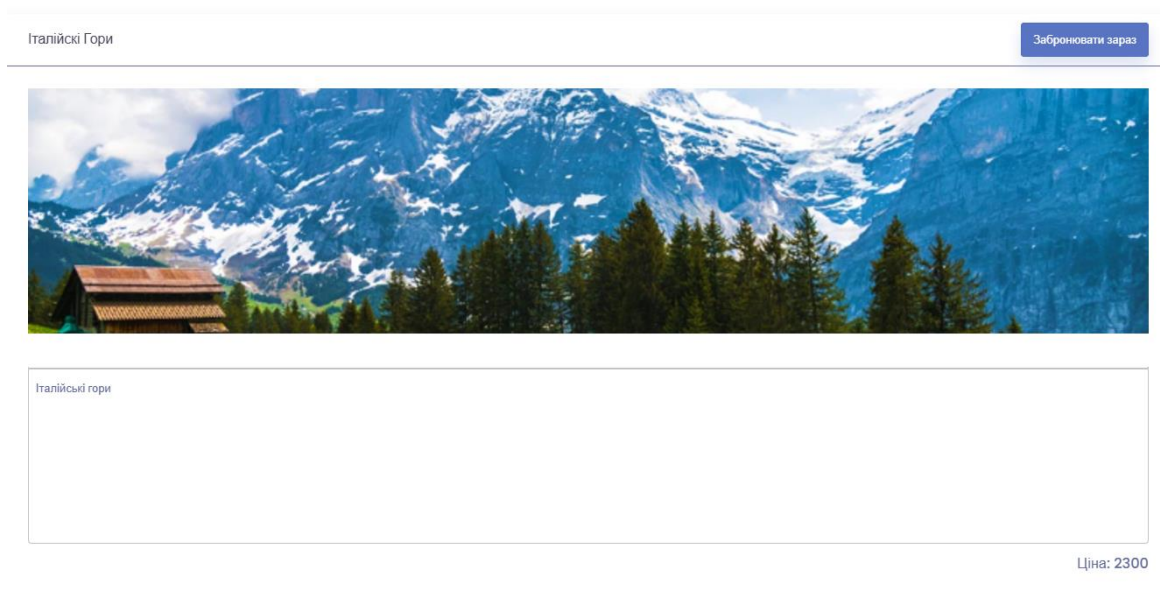 Італійскі Гори
Забронювати зараз
Італійські гори
Ціна: 2300